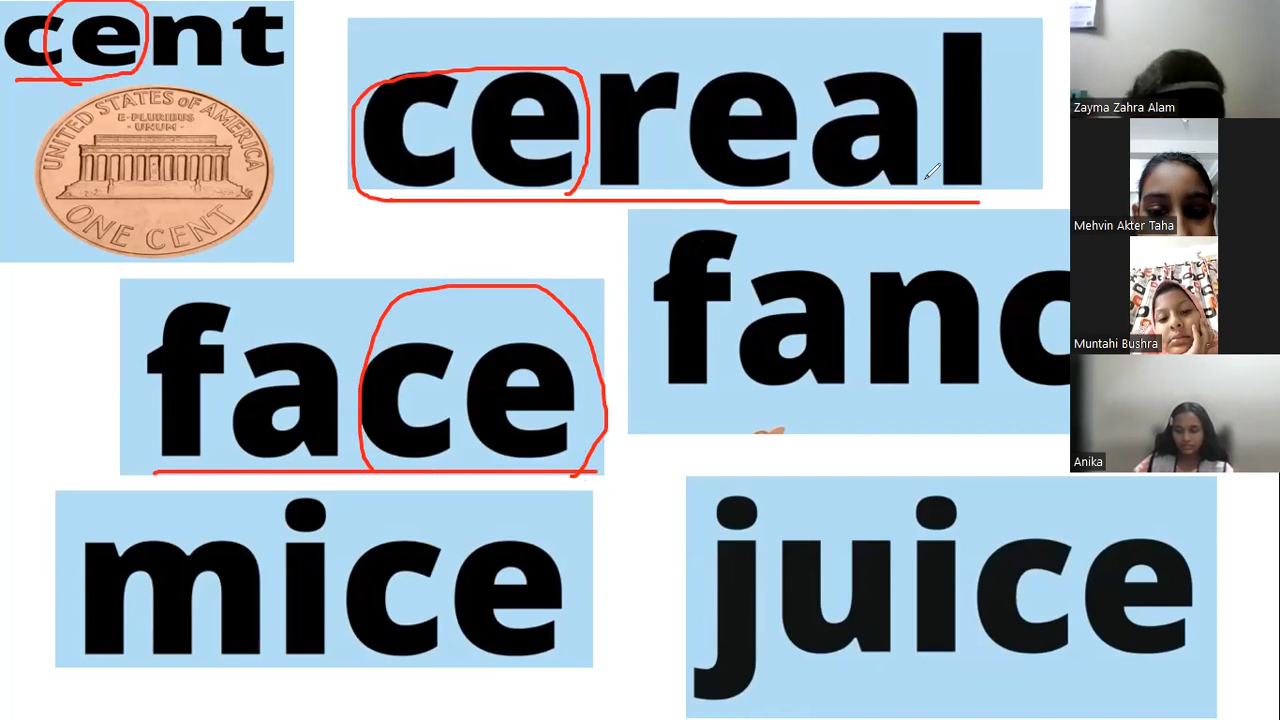 cent
UNITED STATES OF AMERICA
E·PLURIBUS
·UNUM·
ONE CENT
cereal
face
fanc
mice
juice
Zayma Zahra Alam
Mehvin Akter Taha
Muntahi Bushra
Anika